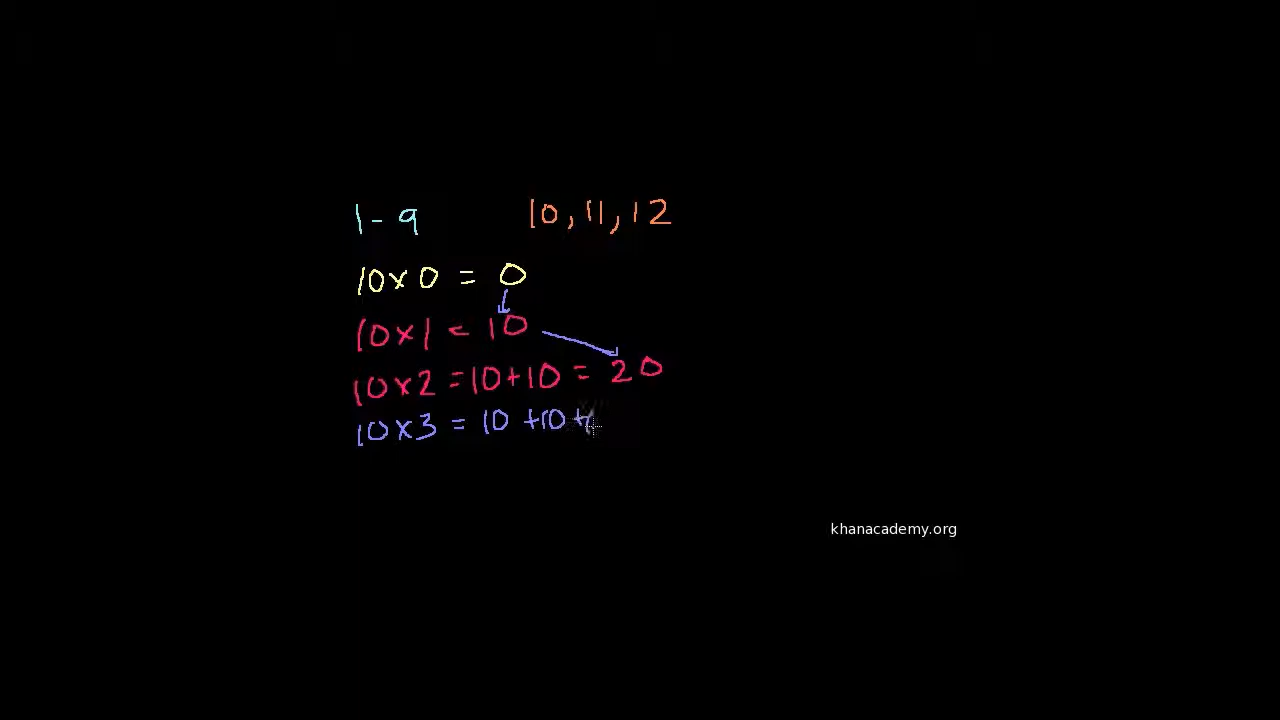 1-9 10, 11, 12
10x0 = 0
10x1 = 10
10x2 = 10+10 = 20
10x3 = 10 +10+
khanacademy.org